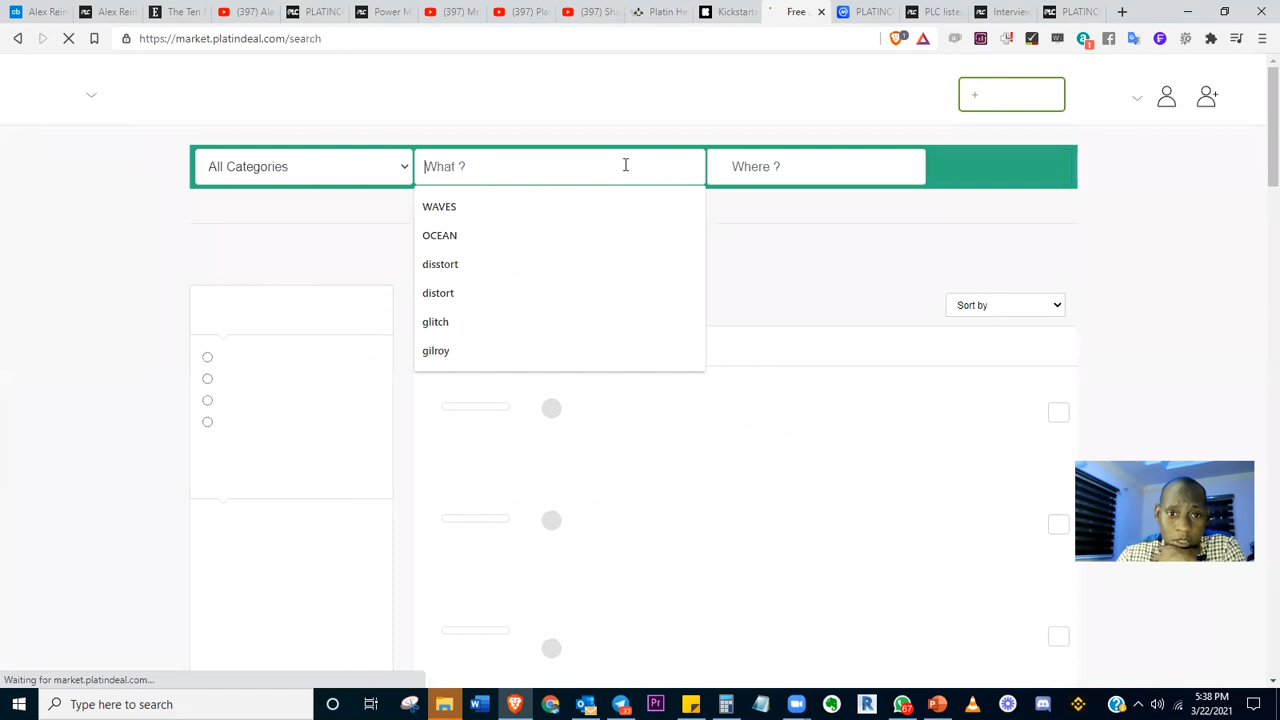 Alex Rein
Alex Rein
The Ten
(397) Ale
PLATINC
Power M
(397) Mr
(397) Pla
(397) Sha
Platin He
Kickstart
Free
PLATINC
PLC listed
Interview
PLATINC
https://market.platindeal.com/search
+
All Categories
What ?
Where ?
WAVES
OCEAN
disstort
distort
glitch
gilroy
Sort by
Waiting for market.platindeal.com...
Type here to search
5:38 PM
3/22/2021